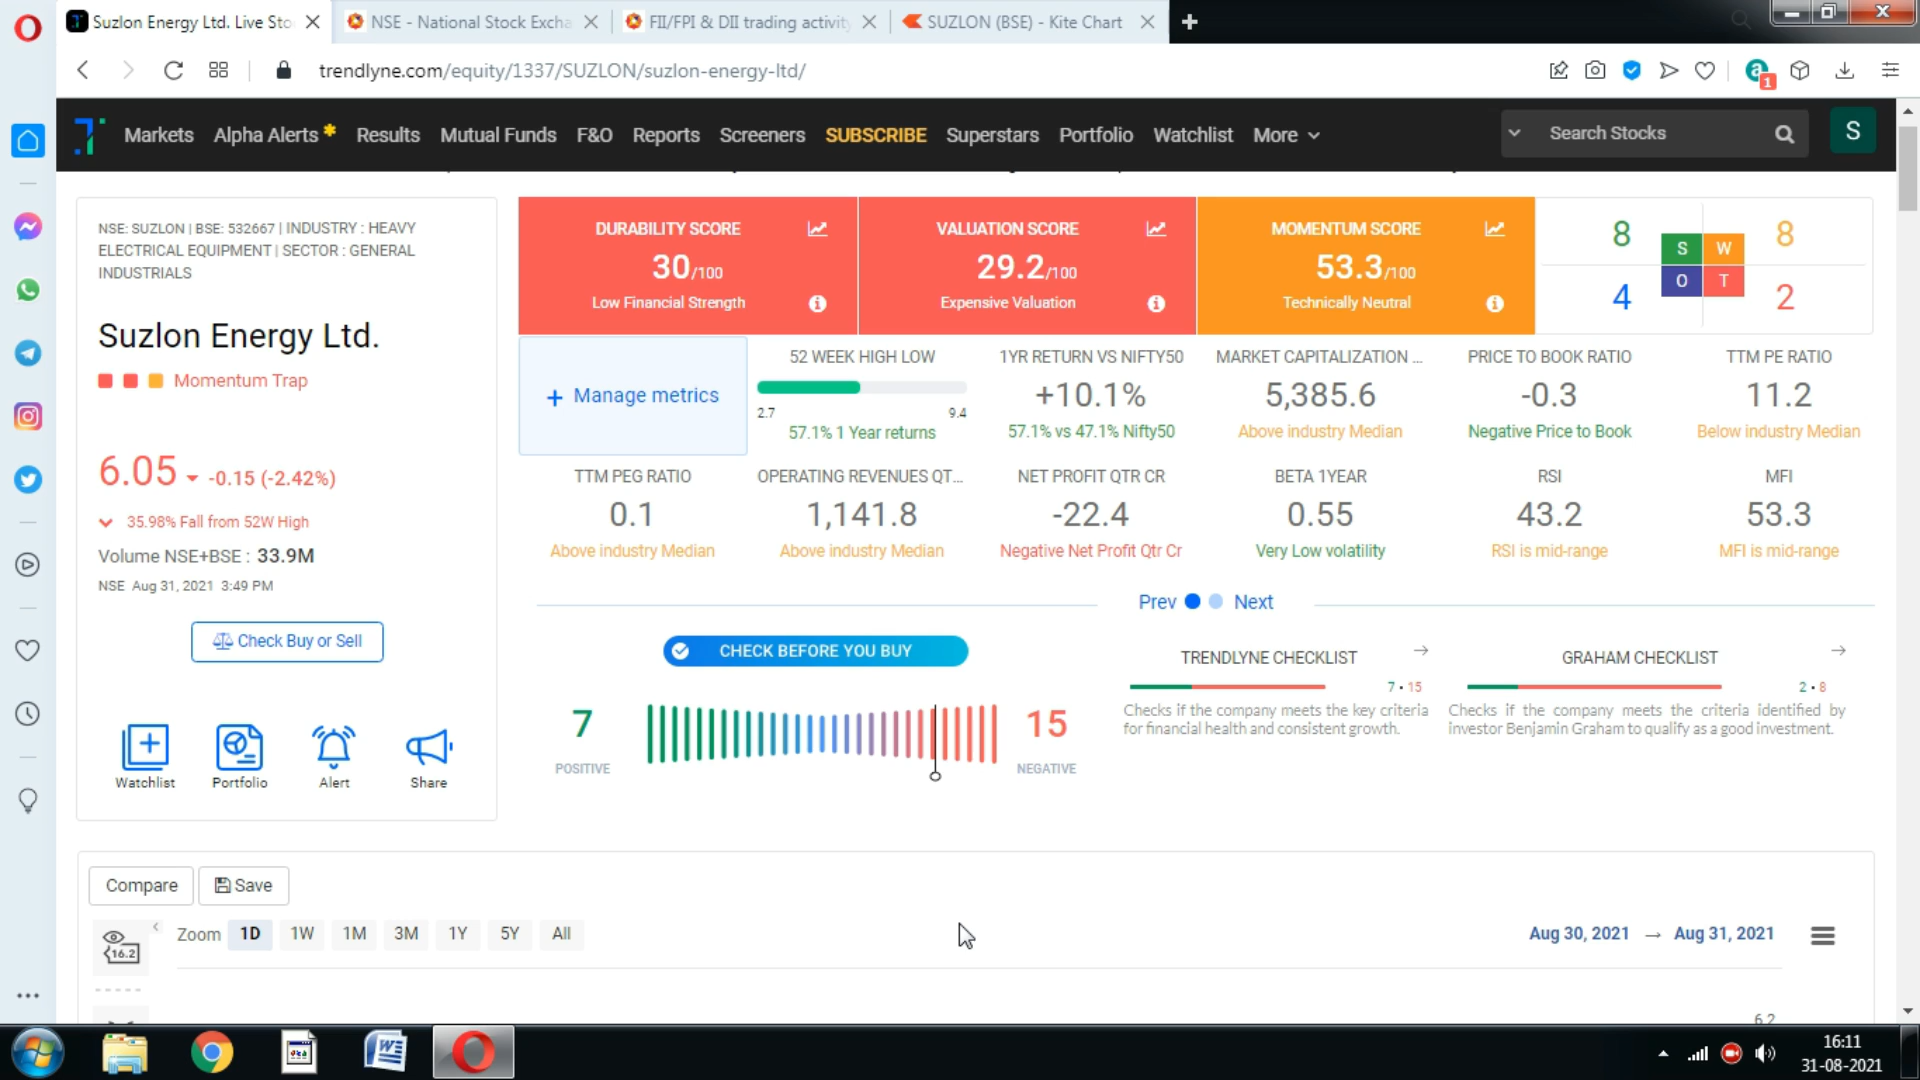 Suzlon Energy Ltd. Live Sto
NSE - National Stock Excha
FII/FPI & DII trading activity
SUZLON (BSE) - Kite Chart
trendlyne.com/equity/1337/SUZLON/suzlon-energy-ltd/
1
Markets Alpha Alerts Results Mutual Funds F&O Reports Screeners SUBSCRIBE Superstars Portfolio Watchlist More
Search Stocks
S
NSE: SUZLON | BSE: 532667 | INDUSTRY : HEAVY
ELECTRICAL EQUIPMENT | SECTOR : GENERAL
INDUSTRIALS
Suzlon Energy Ltd.
Momentum Trap
6.05 -0.15 (-2.42%)
35.98% Fall from 52W High
Volume NSE+BSE : 33.9M
NSE Aug 31, 2021 3:49 PM
Check Buy or Sell
Watchlist Portfolio Alert Share
DURABILITY SCORE
30/100
Low Financial Strength
VALUATION SCORE
29.2/100
Expensive Valuation
MOMENTUM SCORE
53.3/100
Technically Neutral
8 S W 8
4 O T 2
+ Manage metrics
52 WEEK HIGH LOW
2.7 9.4
57.1% 1 Year returns
1YR RETURN VS NIFTY50
+10.1%
57.1% vs 47.1% Nifty50
MARKET CAPITALIZATION ...
5,385.6
Above industry Median
PRICE TO BOOK RATIO
-0.3
Negative Price to Book
TTM PE RATIO
11.2
Below industry Median
TTM PEG RATIO
0.1
Above industry Median
OPERATING REVENUES QT...
1,141.8
Above industry Median
NET PROFIT QTR CR
-22.4
Negative Net Profit Qtr Cr
BETA 1YEAR
0.55
Very Low volatility
RSI
43.2
RSI is mid-range
MFI
53.3
MFI is mid-range
Prev Next
CHECK BEFORE YOU BUY
7
POSITIVE
15
NEGATIVE
TRENDLYNE CHECKLIST
7 • 15
Checks if the company meets the key criteria
for financial health and consistent growth.
GRAHAM CHECKLIST
2 • 8
Checks if the company meets the criteria identified by
investor Benjamin Graham to qualify as a good investment.
Compare Save
16.2
Zoom 1D 1W 1M 3M 1Y 5Y All
Aug 30, 2021 → Aug 31, 2021
6.2
16:11
31-08-2021